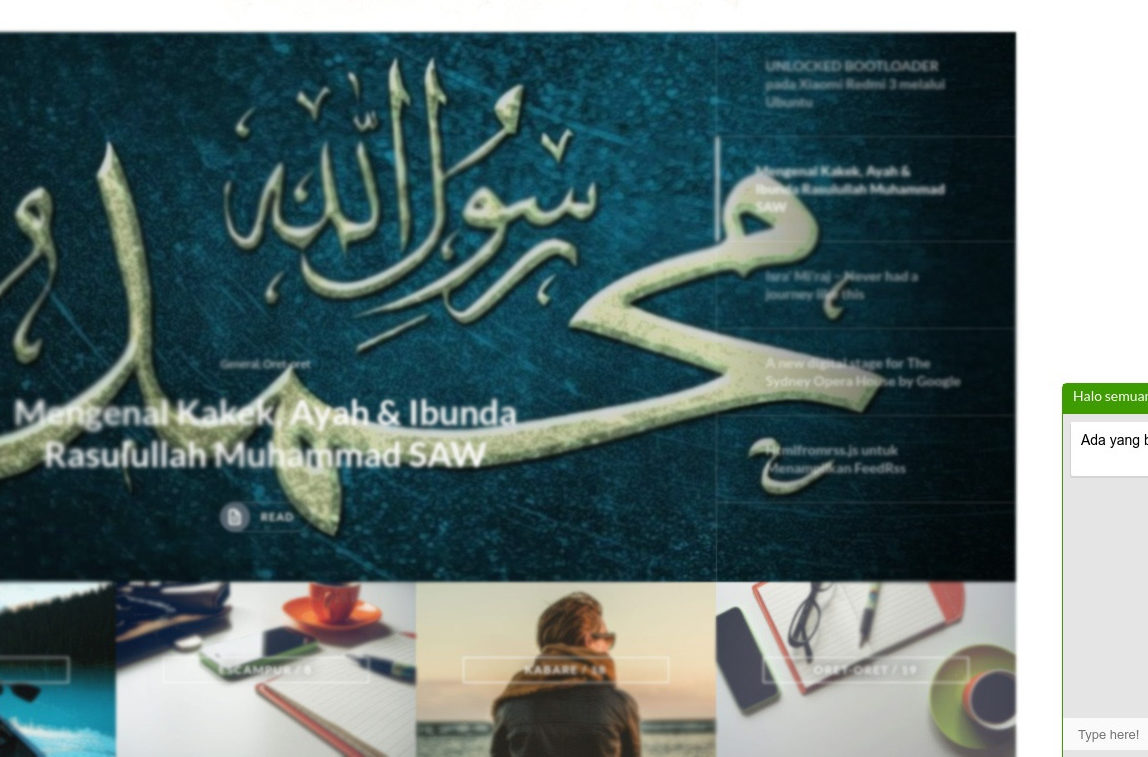 رسول الله
محمد
General, Oret-oret
Mengenal Kakek, Ayah & Ibunda
Rasulullah Muhammad SAW
READ
UNLOCKED BOOTLOADER
pada Xiaomi Redmi 3 melalui
Ubuntu
Mengenal Kakek, Ayah &
Ibunda Rasulullah Muhammad
SAW
Isra' Mi'raj – Never had a
journey like this
A new digital stage for The
Sydney Opera House by Google
Htmlfromrss.js untuk
Menampilkan FeedRss
ESCAMPUR / 8
KABARE /
ORET-ORET / 19
Halo semua
Ada yang
Type here!